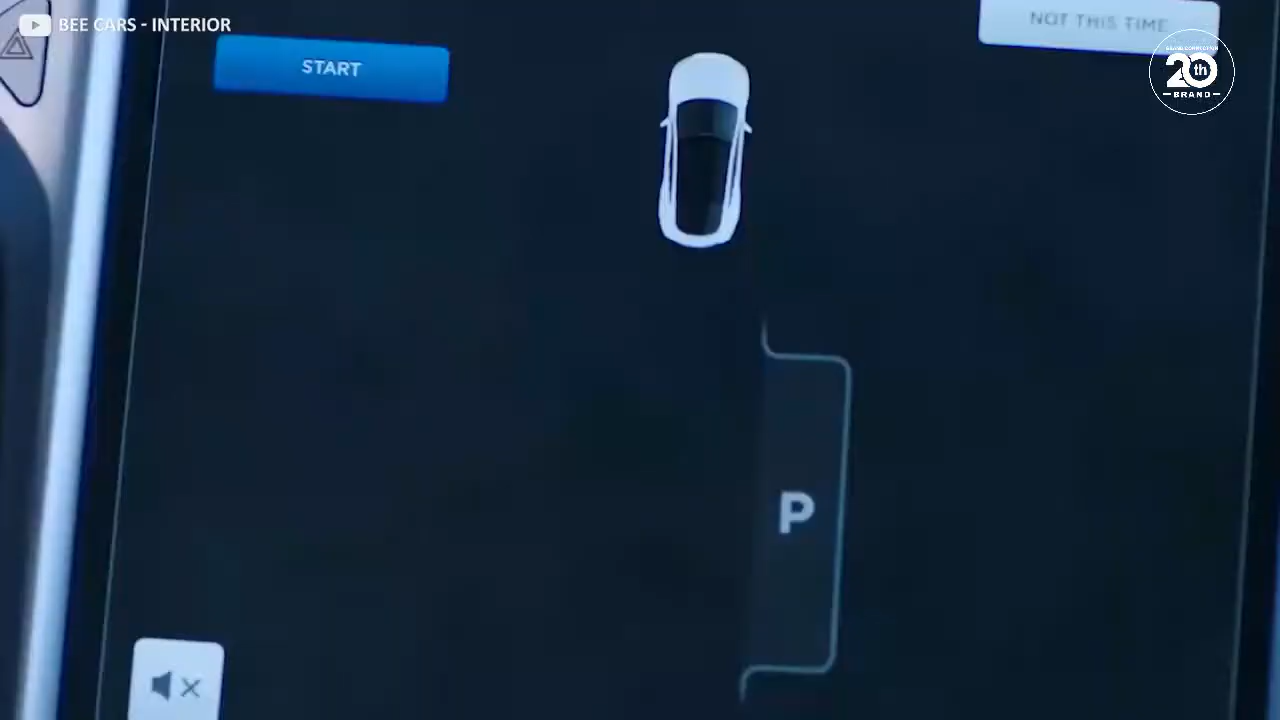 BEE CARS - INTERIOR
START
NOT THIS TIME
20th
BRAND
P